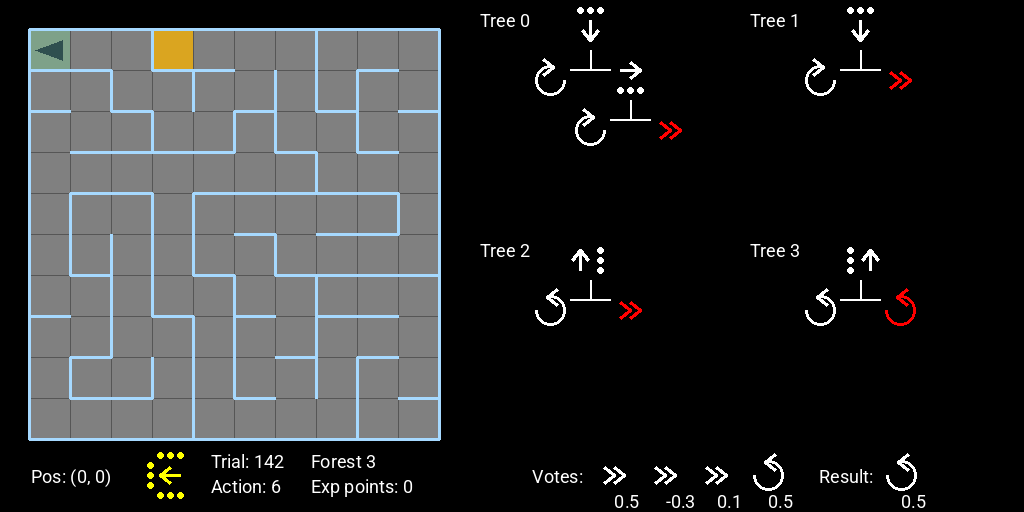 Tree 0
Tree 1
Tree 2
Tree 3
Pos: (0, 0)
Trial: 142
Forest 3
Action: 6
Exp points: 0
Votes:
0.5
-0.3
0.1
0.5
Result:
0.5